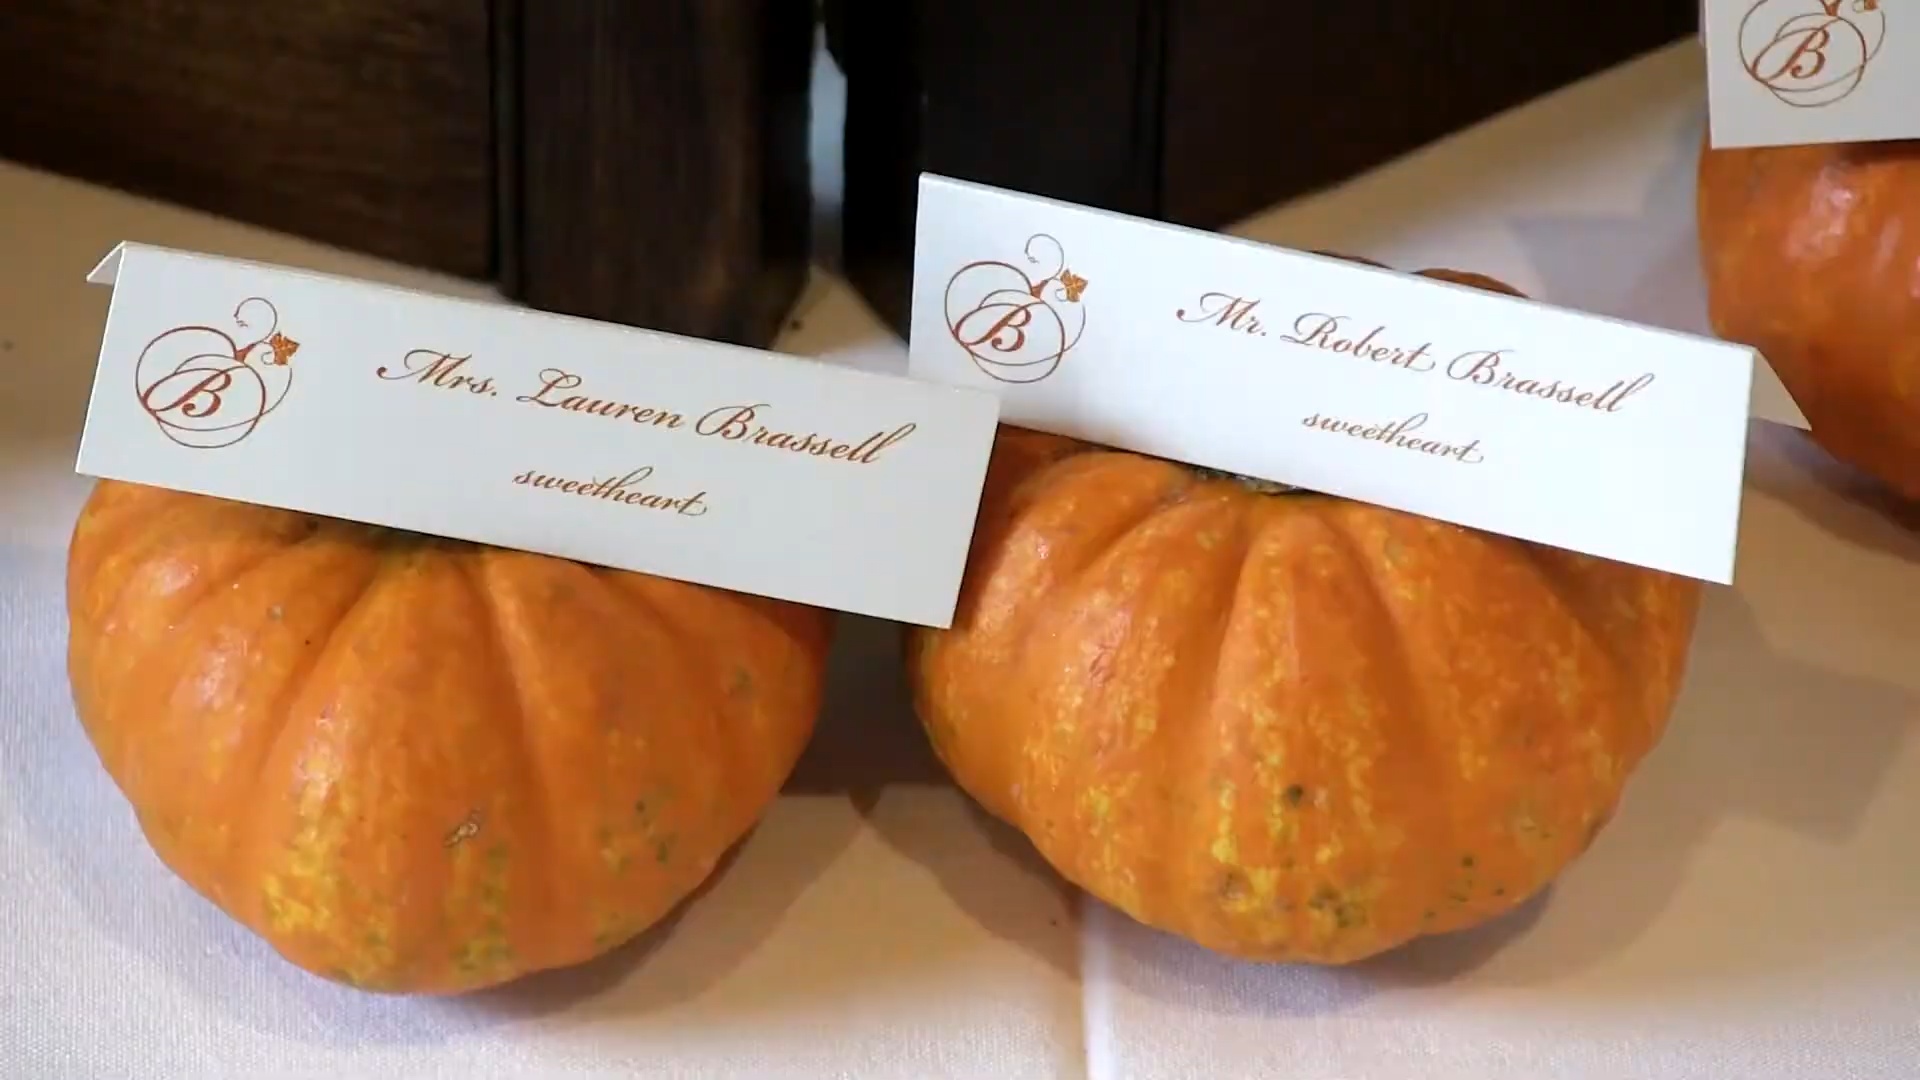 B
Mrs. Lauren Brassell
sweetheart
B
Mr. Robert Brassell
sweetheart
B